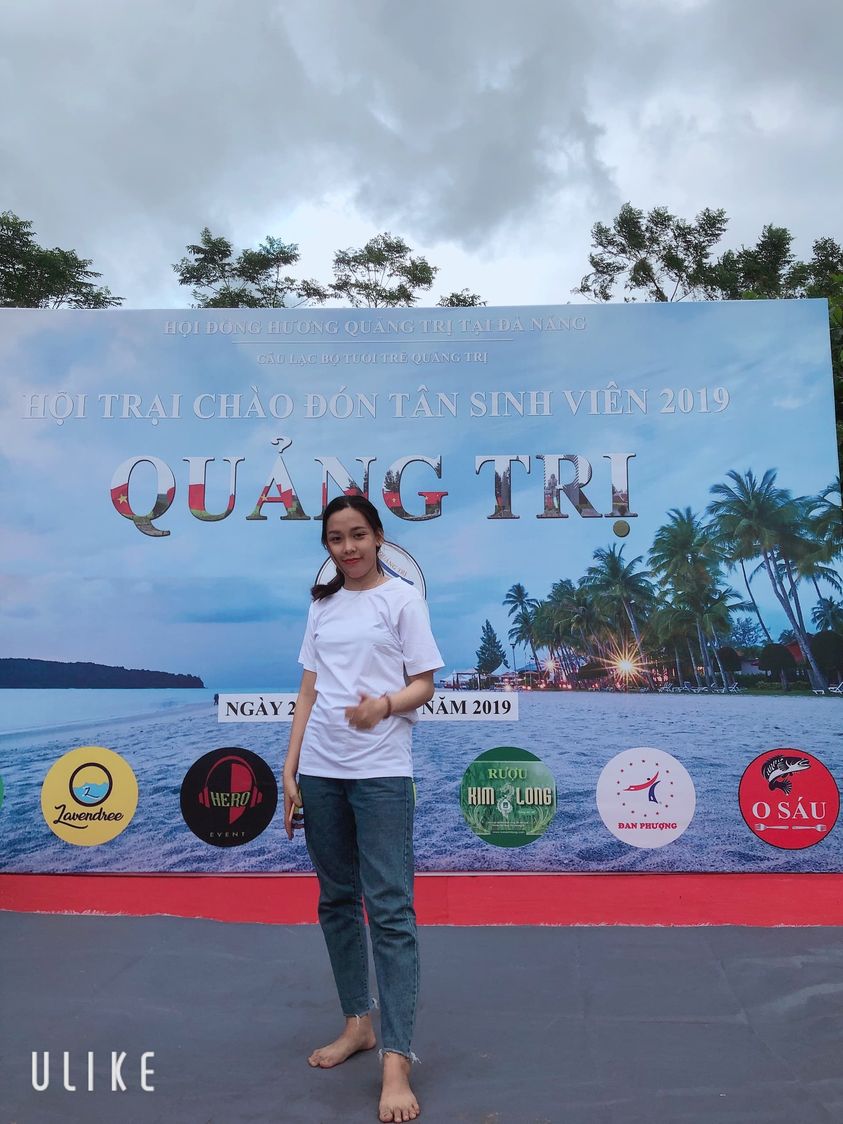 HỘI ĐỒNG HƯƠNG QUẢNG TRỊ TẠI ĐÀ NẴNG
CÂU LẠC BỘ TUỔI TRẺ QUẢNG TRỊ
HỘI TRẠI CHÀO ĐÓN TÂN SINH VIÊN 2019
QUẢNG TRỊ
NGÀY 2 NĂM 2019
Lavendree
HERO
EVENT
RƯỢU
KIM LONG
ĐAN PHƯỢNG
O SÁU
ULIKE